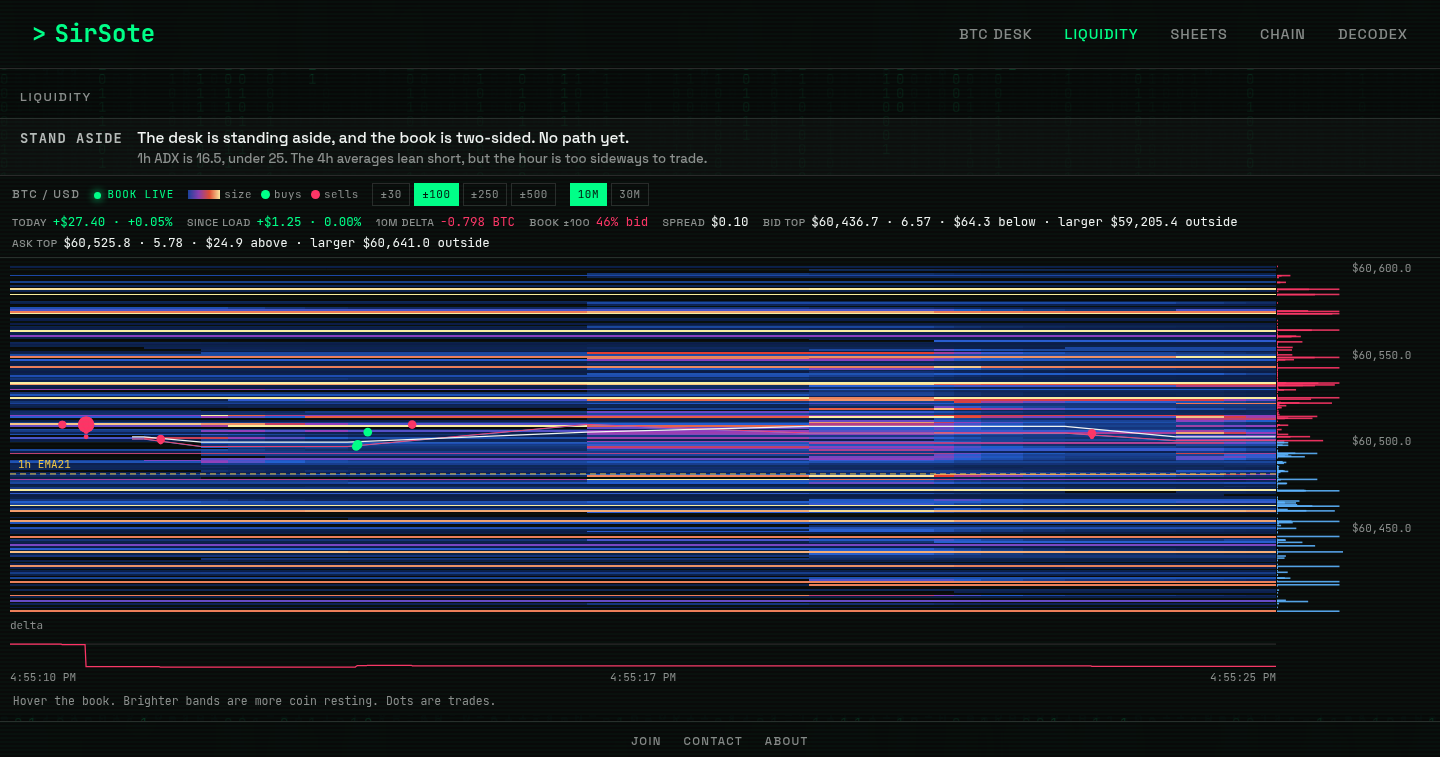 > SirSote
BTC DESK LIQUIDITY SHEETS CHAIN DECODEX
LIQUIDITY
STAND ASIDE The desk is standing aside, and the book is two-sided. No path yet.
1h ADX is 16.5, under 25. The 4h averages lean short, but the hour is too sideways to trade.
BTC / USD BOOK LIVE size buys sells ±30 ±100 ±250 ±500 10M 30M
TODAY +$27.40 · +0.05% SINCE LOAD +$1.25 · 0.00% 10M DELTA -0.798 BTC BOOK ±100 46% bid SPREAD $0.10 BID TOP $60,436.7 · 6.57 · $64.3 below · larger $59,205.4 outside
ASK TOP $60,525.8 · 5.78 · $24.9 above · larger $60,641.0 outside
$60,600.0
$60,550.0
$60,500.0
1h EMA21
$60,450.0
delta
4:55:10 PM 4:55:17 PM 4:55:25 PM
Hover the book. Brighter bands are more coin resting. Dots are trades.
JOIN CONTACT ABOUT